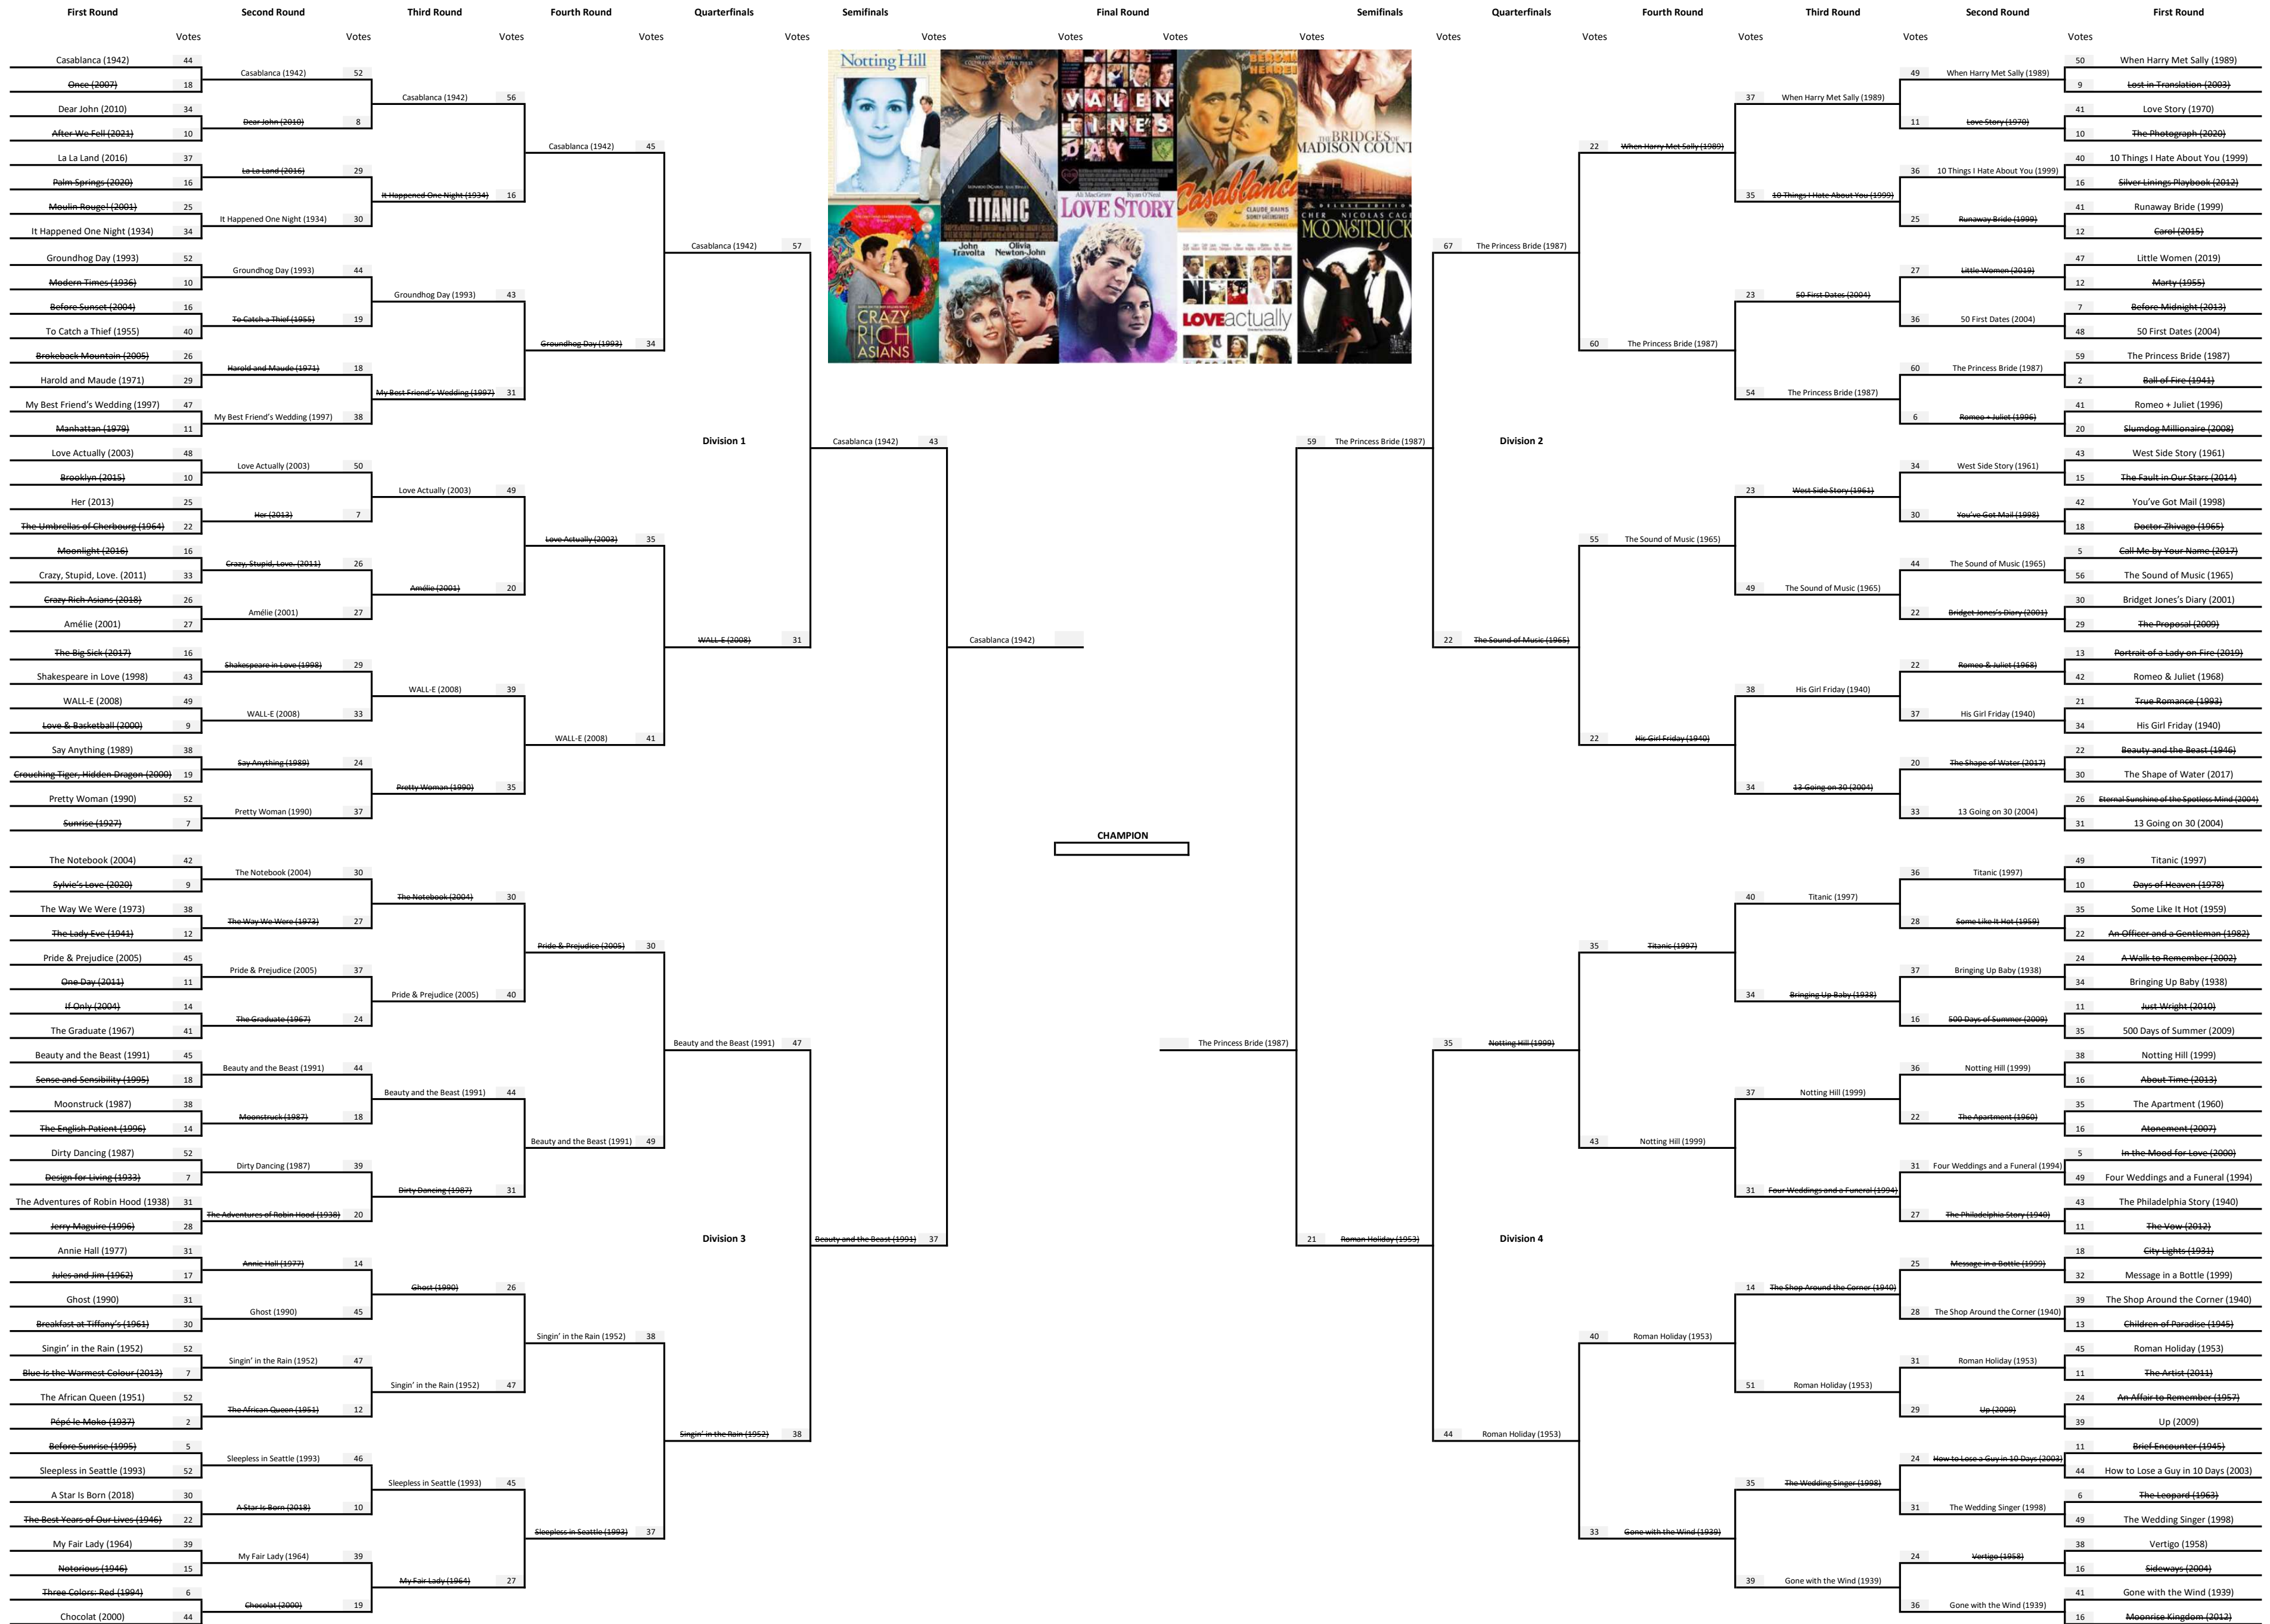 First Round
Votes
Casablanca (1942) 44
Once (2007) 18
Dear John (2010) 34
After We Fell (2021) 10
La La Land (2016) 37
Palm Springs (2020) 16
Moulin Rouge! (2001) 25
It Happened One Night (1934) 34
Groundhog Day (1993) 52
Modern Times (1936) 10
Before Sunset (2004) 16
To Catch a Thief (1955) 40
Brokeback Mountain (2005) 26
Harold and Maude (1971) 29
My Best Friend's Wedding (1997) 47
Manhattan (1979) 11
Love Actually (2003) 48
Brooklyn (2015) 10
Her (2013) 25
The Umbrellas of Cherbourg (1964) 22
Moonlight (2016) 16
Crazy, Stupid, Love. (2011) 33
Crazy Rich Asians (2018) 26
Amélie (2001) 27
The Big Sick (2017) 16
Shakespeare in Love (1998) 43
WALL-E (2008) 49
Love & Basketball (2000) 9
Say Anything (1989) 38
Crouching Tiger, Hidden Dragon (2000) 19
Pretty Woman (1990) 52
Sunrise (1927) 7
The Notebook (2004) 42
Sylvie's Love (2020) 9
The Way We Were (1973) 38
The Lady Eve (1941) 12
Pride & Prejudice (2005) 45
One Day (2011) 11
If Only (2004) 14
The Graduate (1967) 41
Beauty and the Beast (1991) 45
Sense and Sensibility (1995) 18
Moonstruck (1987) 38
The English Patient (1996) 14
Dirty Dancing (1987) 52
Design for Living (1933) 7
The Adventures of Robin Hood (1938) 31
Jerry Maguire (1996) 28
Annie Hall (1977) 31
Jules and Jim (1962) 17
Ghost (1990) 31
Breakfast at Tiffany's (1961) 30
Singin' in the Rain (1952) 52
Blue Is the Warmest Colour (2013) 7
The African Queen (1951) 52
Pépé le Moko (1937) 2
Before Sunrise (1995) 5
Sleepless in Seattle (1993) 52
A Star Is Born (2018) 30
The Best Years of Our Lives (1946) 22
My Fair Lady (1964) 39
Notorious (1946) 15
Three Colors: Red (1994) 6
Chocolat (2000) 44
Second Round
Votes
Casablanca (1942) 52
Dear John (2010) 8
La La Land (2016) 29
It Happened One Night (1934) 30
Groundhog Day (1993) 44
To Catch a Thief (1955) 19
Harold and Maude (1971) 18
My Best Friend's Wedding (1997) 38
Love Actually (2003) 50
Her (2013) 7
Crazy, Stupid, Love. (2011) 26
Amélie (2001) 27
Shakespeare in Love (1998) 29
WALL-E (2008) 33
Say Anything (1989) 24
Pretty Woman (1990) 37
The Notebook (2004) 30
The Way We Were (1973) 27
Pride & Prejudice (2005) 37
The Graduate (1967) 24
Beauty and the Beast (1991) 44
Moonstruck (1987) 18
Dirty Dancing (1987) 39
The Adventures of Robin Hood (1938) 20
Annie Hall (1977) 14
Ghost (1990) 45
Singin' in the Rain (1952) 47
The African Queen (1951) 12
Sleepless in Seattle (1993) 46
A Star Is Born (2018) 10
My Fair Lady (1964) 39
Chocolat (2000) 19
Third Round
Votes
Casablanca (1942) 56
It Happened One Night (1934) 16
Groundhog Day (1993) 43
My Best Friend's Wedding (1997) 31
Love Actually (2003) 49
Amélie (2001) 20
WALL-E (2008) 39
Pretty Woman (1990) 35
The Notebook (2004) 30
Pride & Prejudice (2005) 40
Beauty and the Beast (1991) 44
Dirty Dancing (1987) 31
Ghost (1990) 26
Singin' in the Rain (1952) 47
Sleepless in Seattle (1993) 45
My Fair Lady (1964) 27
Fourth Round
Votes
Casablanca (1942) 45
Groundhog Day (1993) 34
Love Actually (2003) 35
WALL-E (2008) 41
Pride & Prejudice (2005) 30
Beauty and the Beast (1991) 49
Singin' in the Rain (1952) 38
Sleepless in Seattle (1993) 37
Quarterfinals
Votes
Casablanca (1942) 57
Division 1
WALL-E (2008) 31
Beauty and the Beast (1991) 47
Division 3
Singin' in the Rain (1952) 38
Semifinals
Votes
Casablanca (1942) 43
Beauty and the Beast (1991) 37
Final Round
Votes
Votes
Notting Hill
TITANIC
VALEN
TINES
DAY
BERGMAN
HENREID
Casablanca
CLAUDE RAINS
THE BRIDGES OF
MADISON COUNT
CRAZY
RICH
ASIANS
John
Travolta
Olivia
Newton-John
Ali MacGraw Ryan O'Neal
LOVE STORY
LOVE actually
DELUXE EDITION
CHER NICOLAS CAGE
MOONSTRUCK
Casablanca (1942)
CHAMPION
The Princess Bride (1987)
Semifinals
Votes
59 The Princess Bride (1987)
21 Roman Holiday (1953)
Quarterfinals
Votes
67 The Princess Bride (1987)
Division 2
22 The Sound of Music (1965)
35 Notting Hill (1999)
Division 4
44 Roman Holiday (1953)
Fourth Round
Votes
22 When Harry Met Sally (1989)
60 The Princess Bride (1987)
55 The Sound of Music (1965)
22 His Girl Friday (1940)
35 Titanic (1997)
43 Notting Hill (1999)
40 Roman Holiday (1953)
33 Gone with the Wind (1939)
Third Round
Votes
37 When Harry Met Sally (1989)
35 10 Things I Hate About You (1999)
23 50 First Dates (2004)
54 The Princess Bride (1987)
23 West Side Story (1961)
49 The Sound of Music (1965)
38 His Girl Friday (1940)
34 13 Going on 30 (2004)
40 Titanic (1997)
34 Bringing Up Baby (1938)
37 Notting Hill (1999)
31 Four Weddings and a Funeral (1994)
14 The Shop Around the Corner (1940)
51 Roman Holiday (1953)
35 The Wedding Singer (1998)
39 Gone with the Wind (1939)
Second Round
Votes
49 When Harry Met Sally (1989)
11 Love Story (1970)
36 10 Things I Hate About You (1999)
25 Runaway Bride (1999)
27 Little Women (2019)
36 50 First Dates (2004)
60 The Princess Bride (1987)
6 Romeo + Juliet (1996)
34 West Side Story (1961)
30 You've Got Mail (1998)
44 The Sound of Music (1965)
22 Bridget Jones's Diary (2001)
22 Romeo & Juliet (1968)
37 His Girl Friday (1940)
20 The Shape of Water (2017)
33 13 Going on 30 (2004)
36 Titanic (1997)
28 Some Like It Hot (1959)
37 Bringing Up Baby (1938)
16 500 Days of Summer (2009)
36 Notting Hill (1999)
22 The Apartment (1960)
31 Four Weddings and a Funeral (1994)
27 The Philadelphia Story (1940)
25 Message in a Bottle (1999)
28 The Shop Around the Corner (1940)
31 Roman Holiday (1953)
29 Up (2009)
24 How to Lose a Guy in 10 Days (2003)
31 The Wedding Singer (1998)
24 Vertigo (1958)
36 Gone with the Wind (1939)
First Round
Votes
50 When Harry Met Sally (1989)
9 Lost in Translation (2003)
41 Love Story (1970)
10 The Photograph (2020)
40 10 Things I Hate About You (1999)
16 Silver Linings Playbook (2012)
41 Runaway Bride (1999)
12 Carol (2015)
47 Little Women (2019)
12 Marty (1955)
7 Before Midnight (2013)
48 50 First Dates (2004)
59 The Princess Bride (1987)
2 Ball of Fire (1941)
41 Romeo + Juliet (1996)
20 Slumdog Millionaire (2008)
43 West Side Story (1961)
15 The Fault in Our Stars (2014)
42 You've Got Mail (1998)
18 Doctor Zhivago (1965)
5 Call Me by Your Name (2017)
56 The Sound of Music (1965)
30 Bridget Jones's Diary (2001)
29 The Proposal (2009)
13 Portrait of a Lady on Fire (2019)
42 Romeo & Juliet (1968)
21 True Romance (1993)
34 His Girl Friday (1940)
22 Beauty and the Beast (1946)
30 The Shape of Water (2017)
26 Eternal Sunshine of the Spotless Mind (2004)
31 13 Going on 30 (2004)
49 Titanic (1997)
10 Days of Heaven (1978)
35 Some Like It Hot (1959)
22 An Officer and a Gentleman (1982)
24 A Walk to Remember (2002)
34 Bringing Up Baby (1938)
11 Just Wright (2010)
35 500 Days of Summer (2009)
38 Notting Hill (1999)
16 About Time (2013)
35 The Apartment (1960)
16 Atonement (2007)
5 In the Mood for Love (2000)
49 Four Weddings and a Funeral (1994)
43 The Philadelphia Story (1940)
11 The Vow (2012)
18 City Lights (1931)
32 Message in a Bottle (1999)
39 The Shop Around the Corner (1940)
13 Children of Paradise (1945)
45 Roman Holiday (1953)
11 The Artist (2011)
24 An Affair to Remember (1957)
39 Up (2009)
11 Brief Encounter (1945)
44 How to Lose a Guy in 10 Days (2003)
6 The Leopard (1963)
49 The Wedding Singer (1998)
38 Vertigo (1958)
16 Sideways (2004)
41 Gone with the Wind (1939)
16 Moonrise Kingdom (2012)